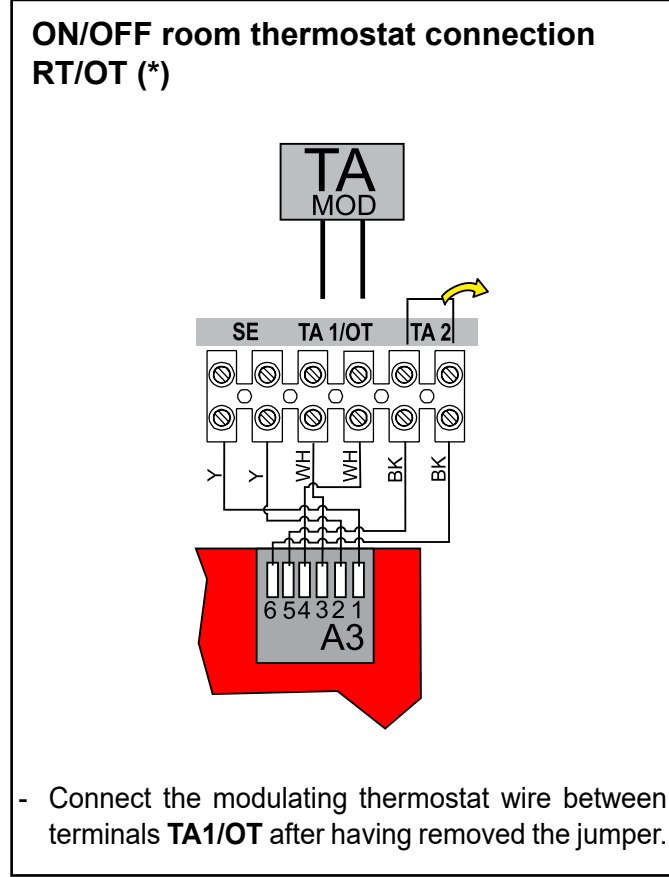 ON/OFF room thermostat connection
RT/OT (*)
TA
MOD
SE TA 1/OT TA 2
Y Y WH WH BK BK
6 5 4 3 2 1
A3
- Connect the modulating thermostat wire between
terminals TA1/OT after having removed the jumper.